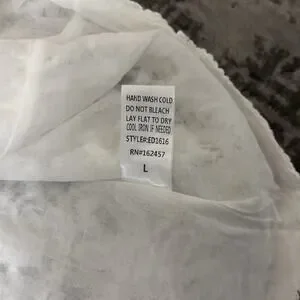 HAND WASH COLD
DO NOT BLEACH
LAY FLAT TO DRY
COOL IRON IF NEEDED
STYLE#:ED1616
RN#162457
L